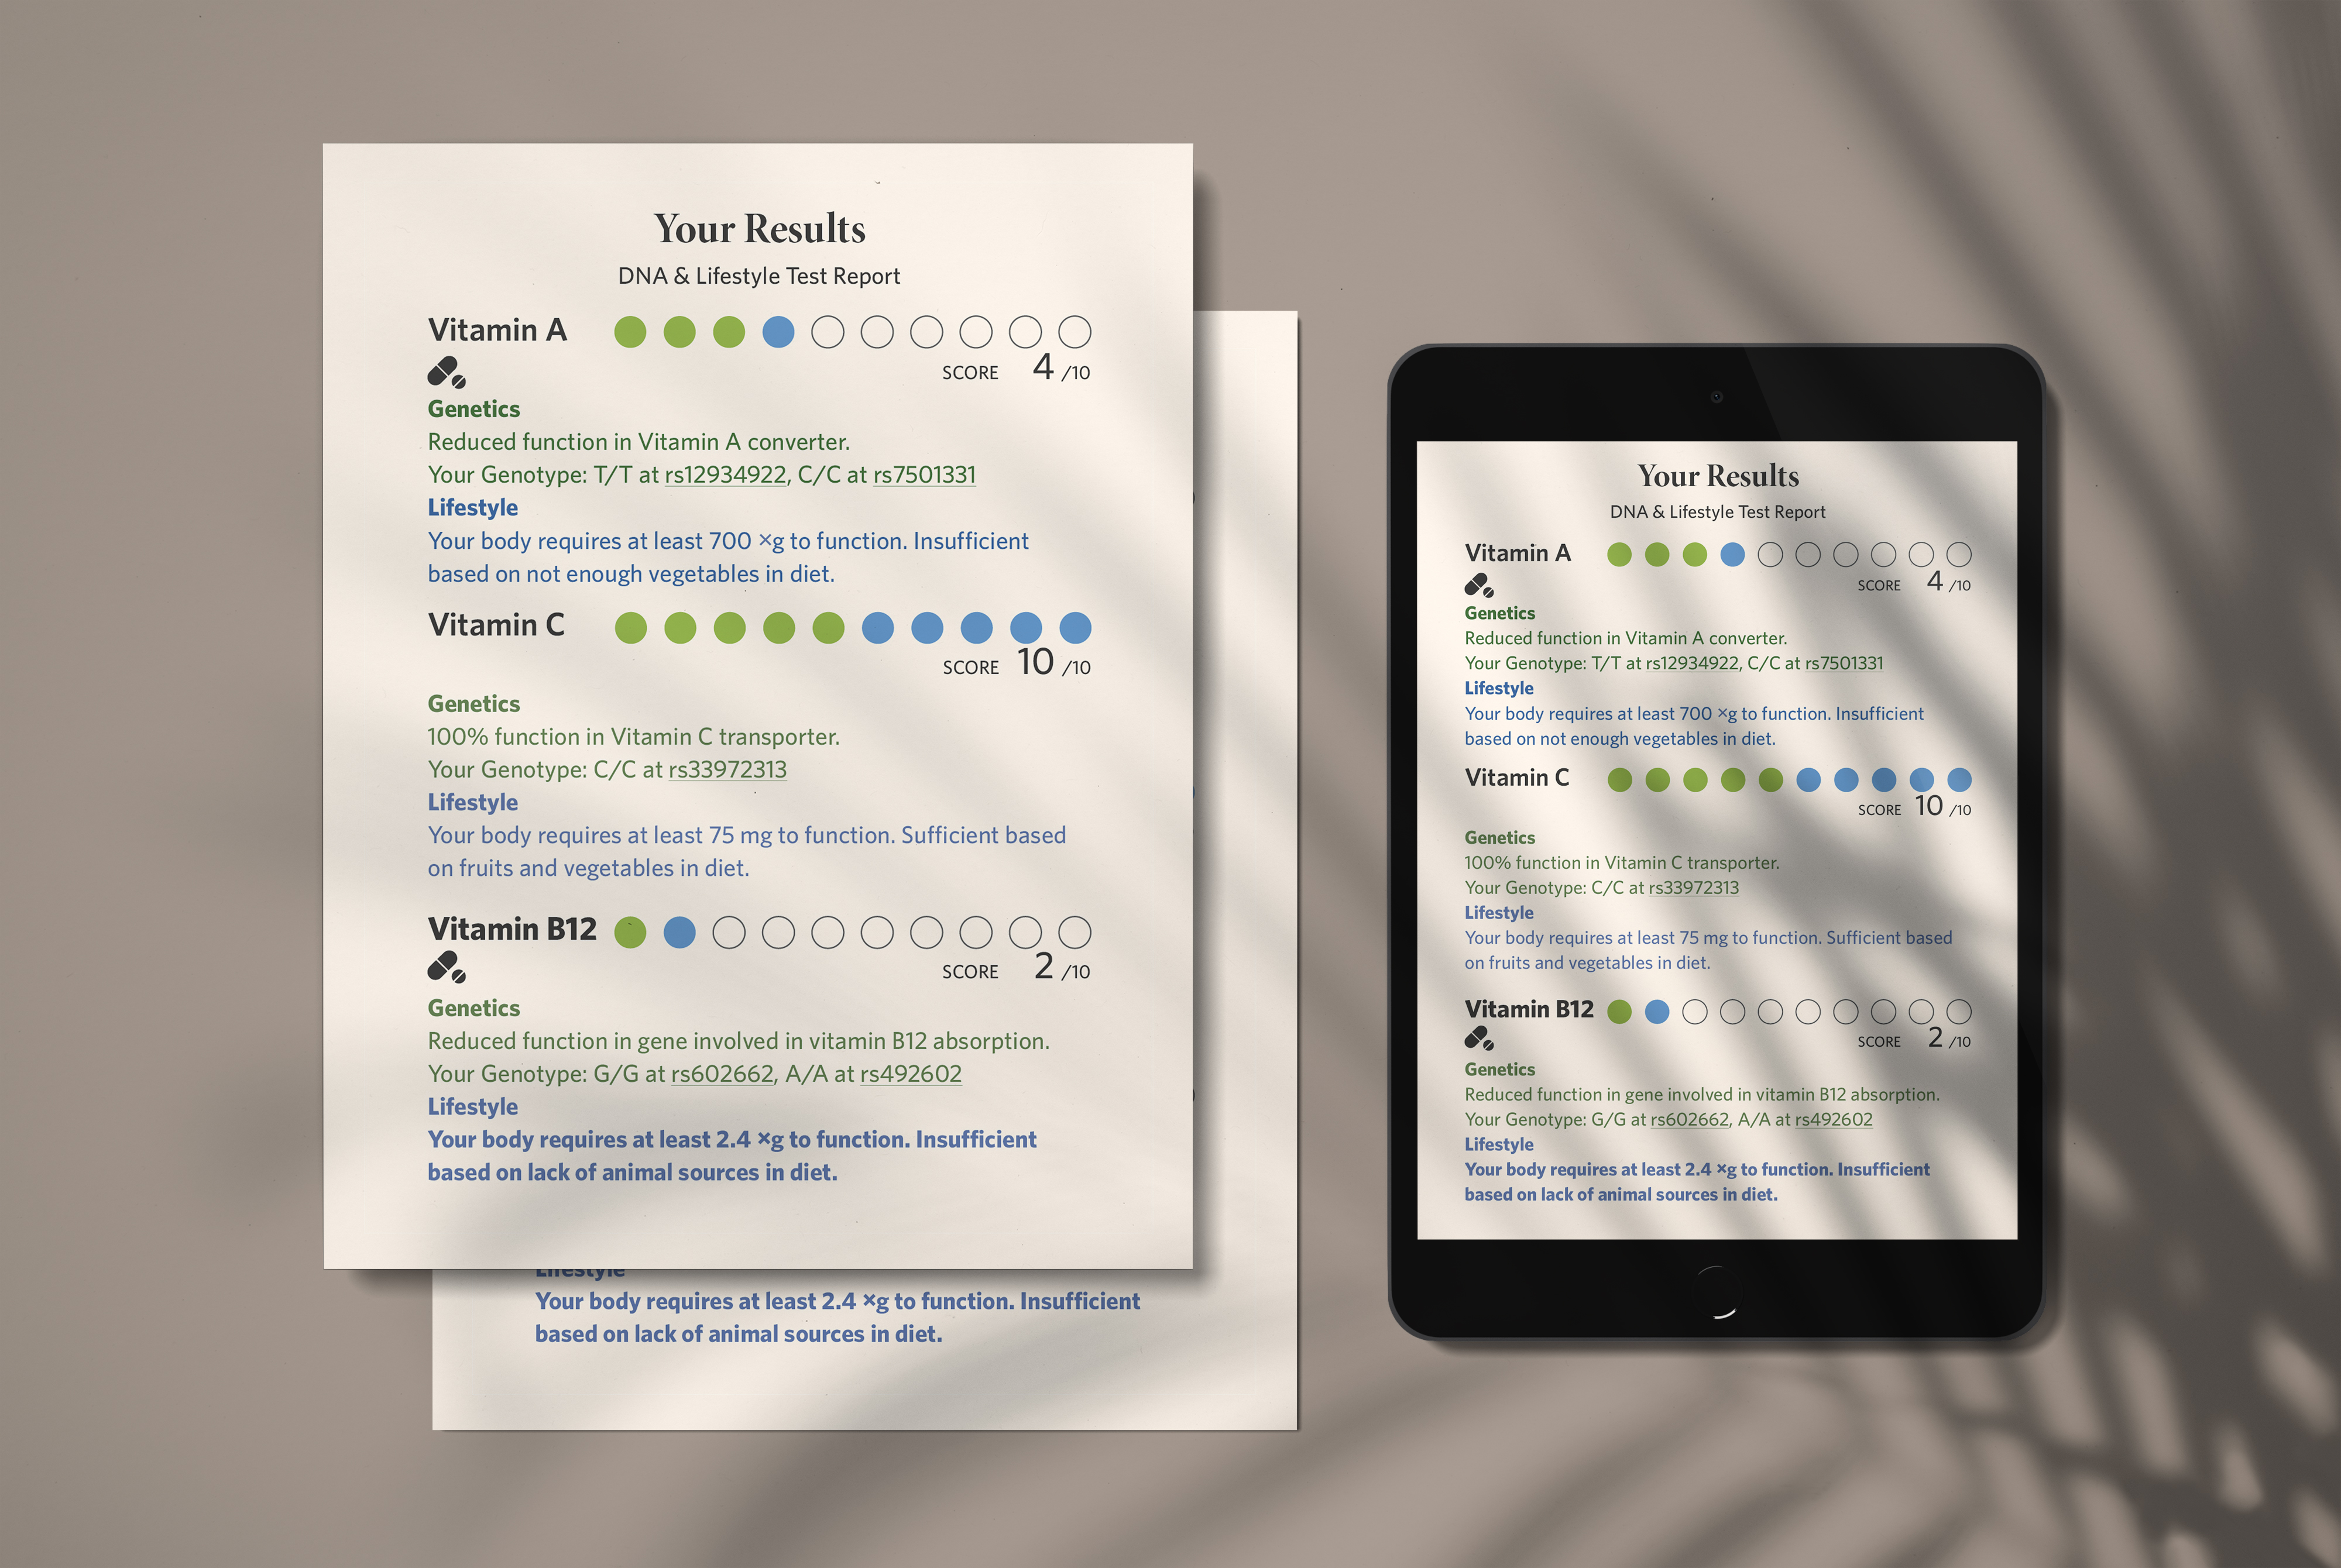 Your Results
DNA & Lifestyle Test Report
Vitamin A
SCORE 4 /10
Genetics
Reduced function in Vitamin A converter.
Your Genotype: T/T at rs12934922, C/C at rs7501331
Lifestyle
Your body requires at least 700 ×g to function. Insufficient
based on not enough vegetables in diet.
Vitamin C
SCORE 10 /10
Genetics
100% function in Vitamin C transporter.
Your Genotype: C/C at rs33972313
Lifestyle
Your body requires at least 75 mg to function. Sufficient based
on fruits and vegetables in diet.
Vitamin B12
SCORE 2 /10
Genetics
Reduced function in gene involved in vitamin B12 absorption.
Your Genotype: G/G at rs602662, A/A at rs492602
Lifestyle
Your body requires at least 2.4 ×g to function. Insufficient
based on lack of animal sources in diet.
Lifestyle
Your body requires at least 2.4 ×g to function. Insufficient
based on lack of animal sources in diet.
Your Results
DNA & Lifestyle Test Report
Vitamin A
SCORE 4 /10
Genetics
Reduced function in Vitamin A converter.
Your Genotype: T/T at rs12934922, C/C at rs7501331
Lifestyle
Your body requires at least 700 ×g to function. Insufficient
based on not enough vegetables in diet.
Vitamin C
SCORE 10 /10
Genetics
100% function in Vitamin C transporter.
Your Genotype: C/C at rs33972313
Lifestyle
Your body requires at least 75 mg to function. Sufficient based
on fruits and vegetables in diet.
Vitamin B12
SCORE 2 /10
Genetics
Reduced function in gene involved in vitamin B12 absorption.
Your Genotype: G/G at rs602662, A/A at rs492602
Lifestyle
Your body requires at least 2.4 ×g to function. Insufficient
based on lack of animal sources in diet.